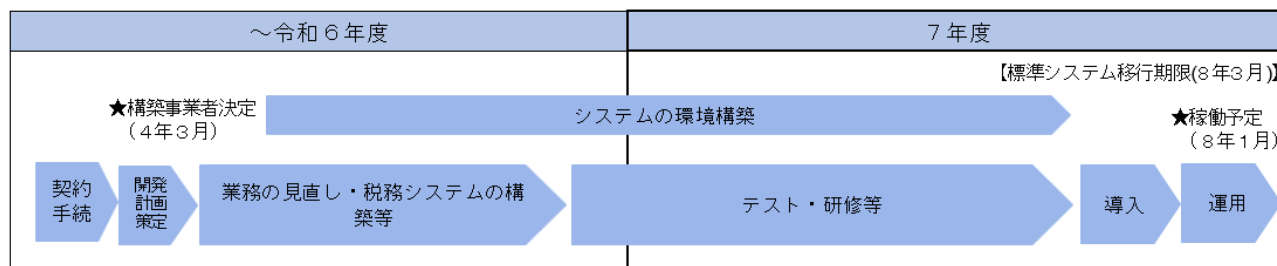 ～令和６年度
７年度
【標準システム移行期限(8年3月)】
★構築事業者決定
（４年３月）
システムの環境構築
★稼働予定
（８年１月）
契約
手続
開発
計画
策定
業務の見直し・税務システムの構
築等
テスト・研修等
導入
運用